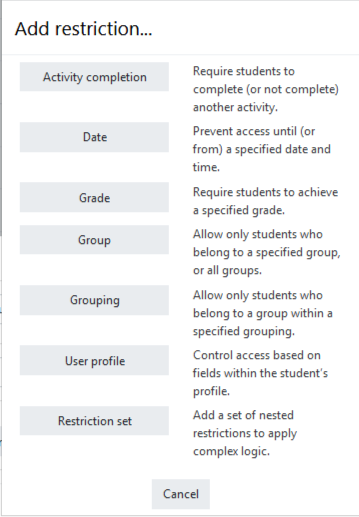 Add restriction...
Activity completion
Require students to
complete (or not complete)
another activity.
Date
Prevent access until (or
from) a specified date and
time.
Grade
Require students to achieve
a specified grade.
Group
Allow only students who
belong to a specified group,
or all groups.
Grouping
Allow only students who
belong to a group within a
specified grouping.
User profile
Control access based on
fields within the student's
profile.
Restriction set
Add a set of nested
restrictions to apply
complex logic.
Cancel